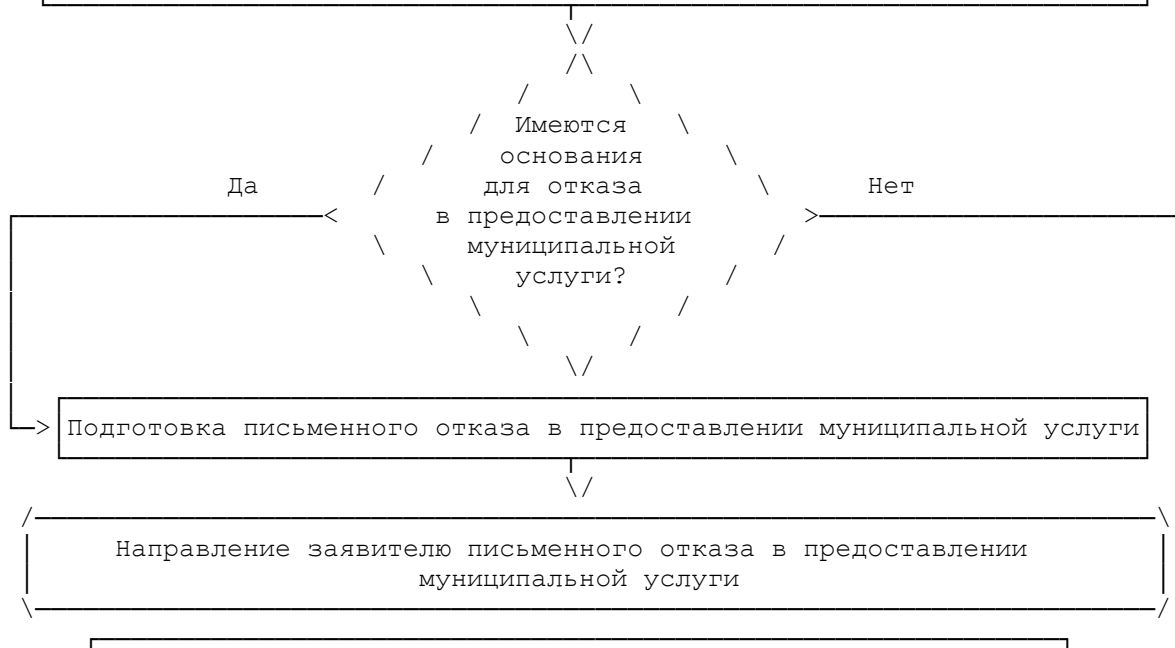 Имеются
основания
Да для отказа Нет
в предоставлении
муниципальной
услуги?
Подготовка письменного отказа в предоставлении муниципальной услуги
Направление заявителю письменного отказа в предоставлении
муниципальной услуги